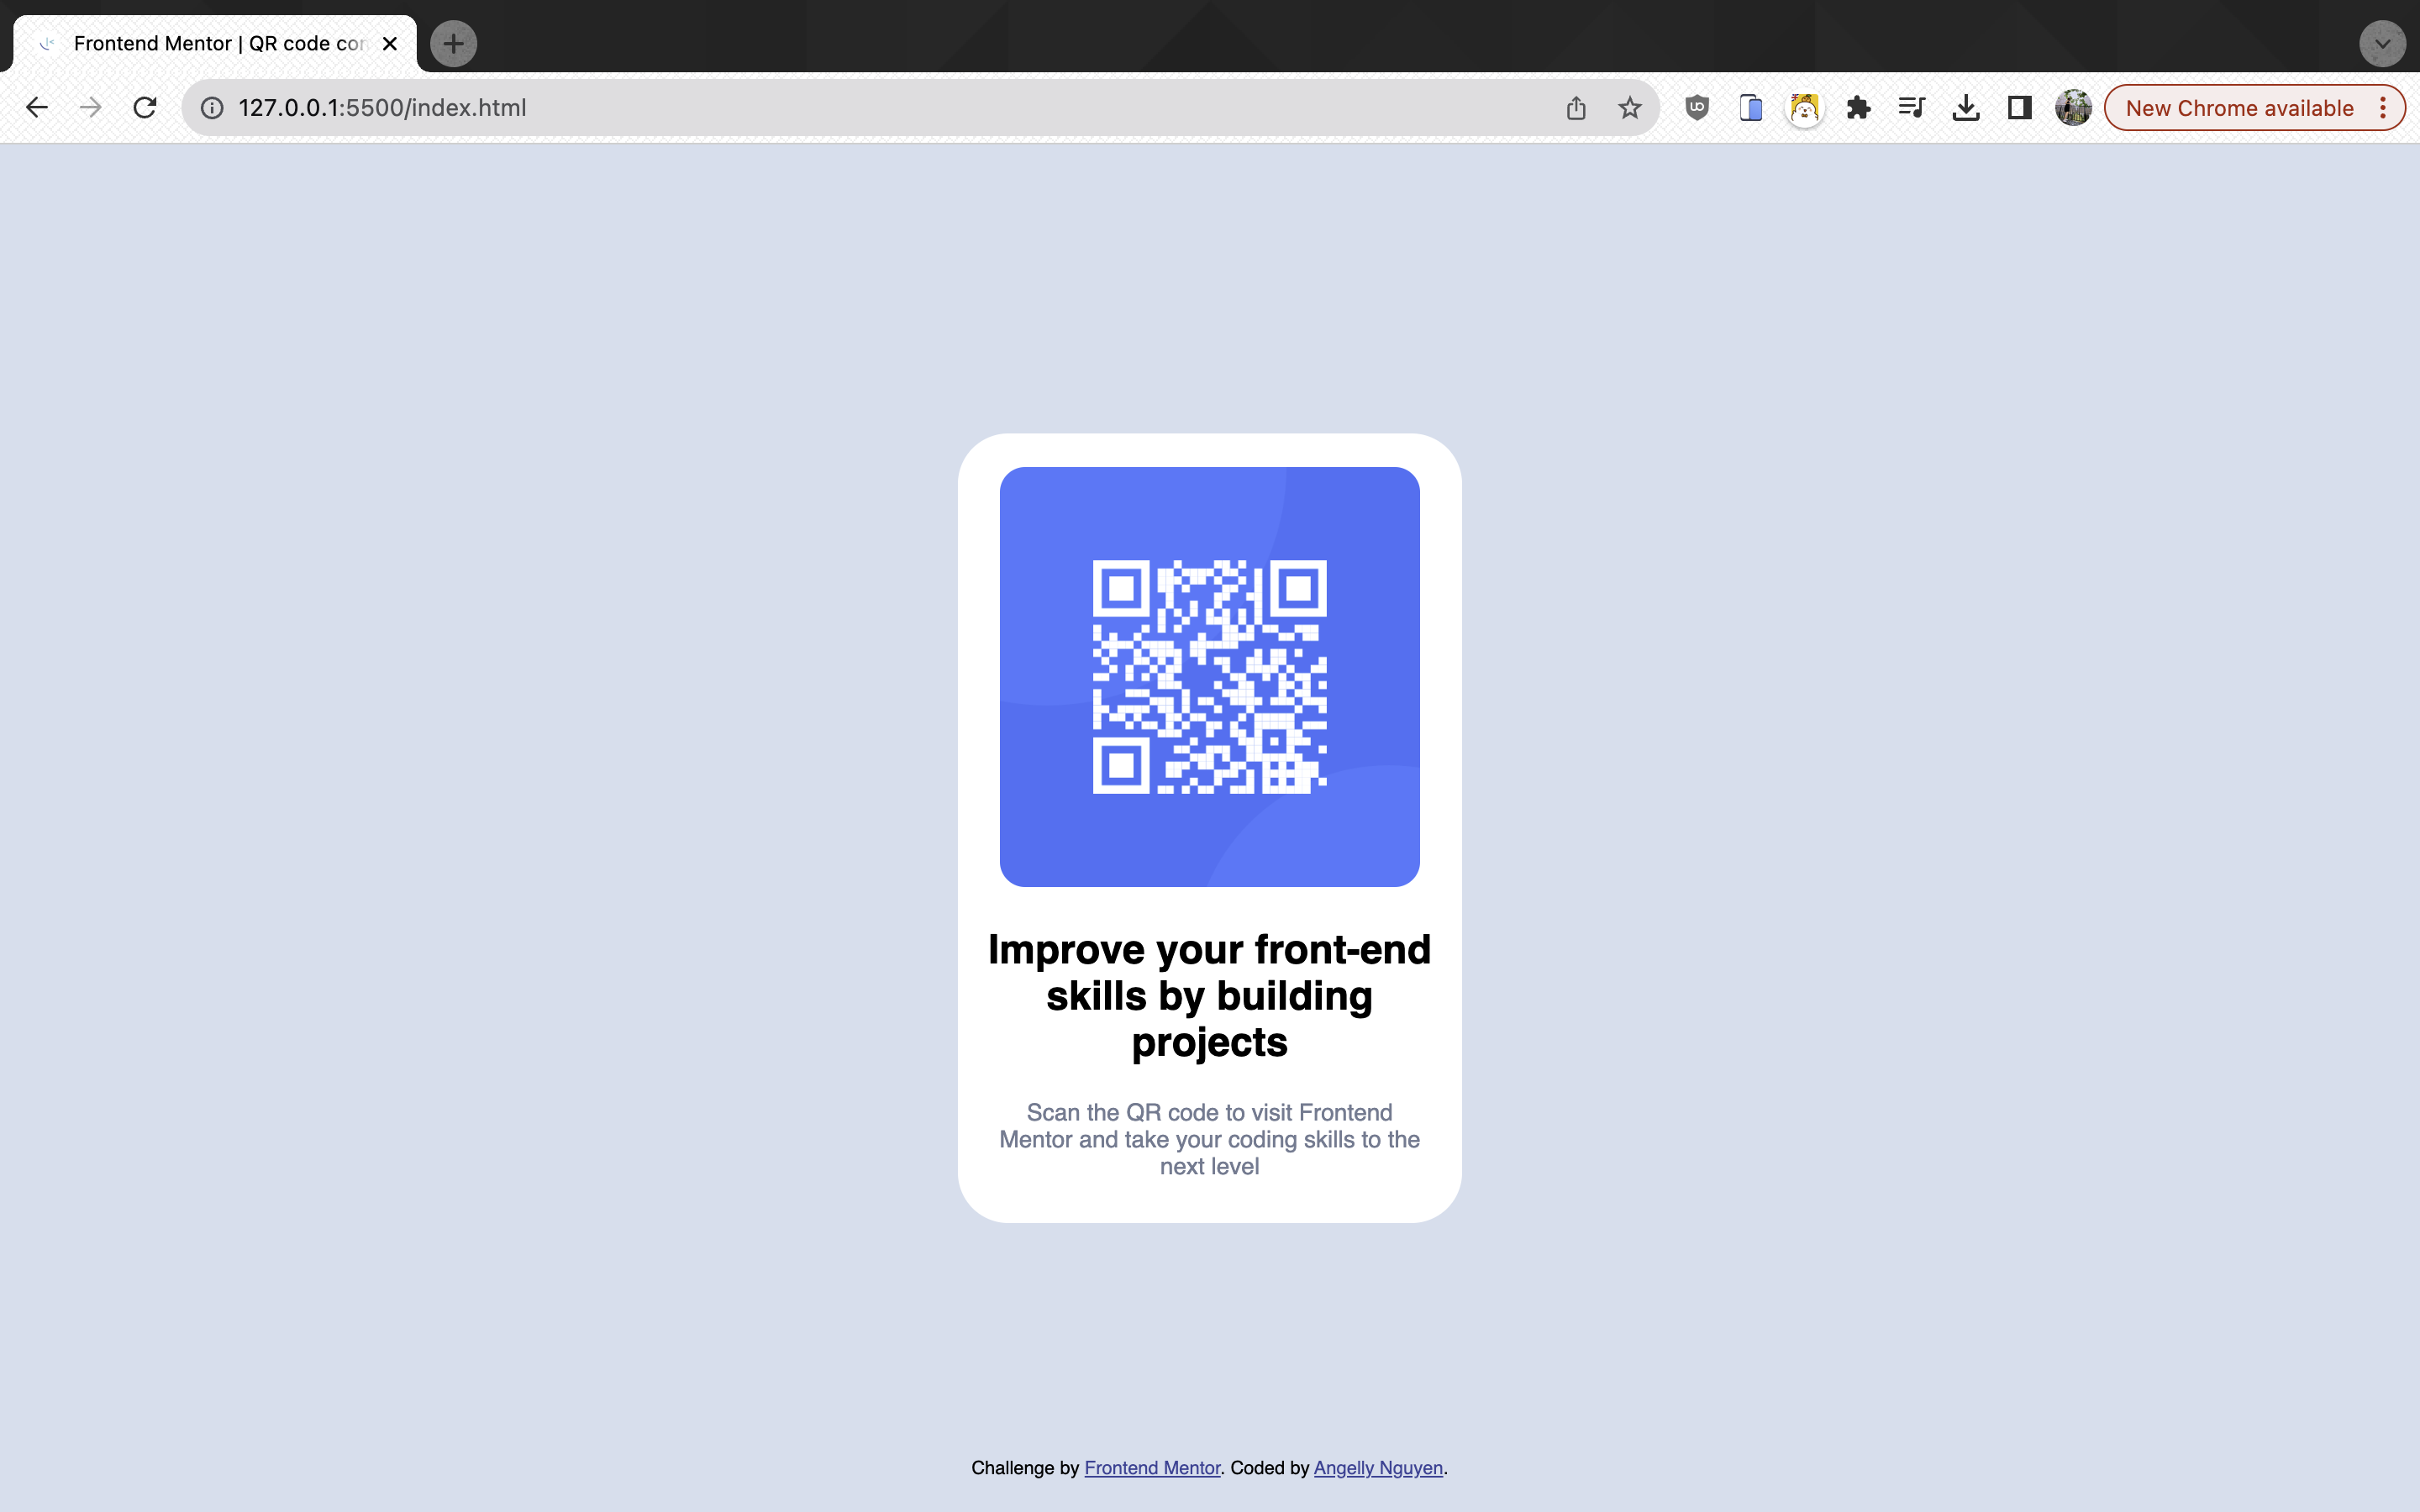 Frontend Mentor | QR code con
127.0.0.1:5500/index.html
New Chrome available
Improve your front-end
skills by building
projects
Scan the QR code to visit Frontend
Mentor and take your coding skills to the
next level
Challenge by Frontend Mentor. Coded by Angelly Nguyen.